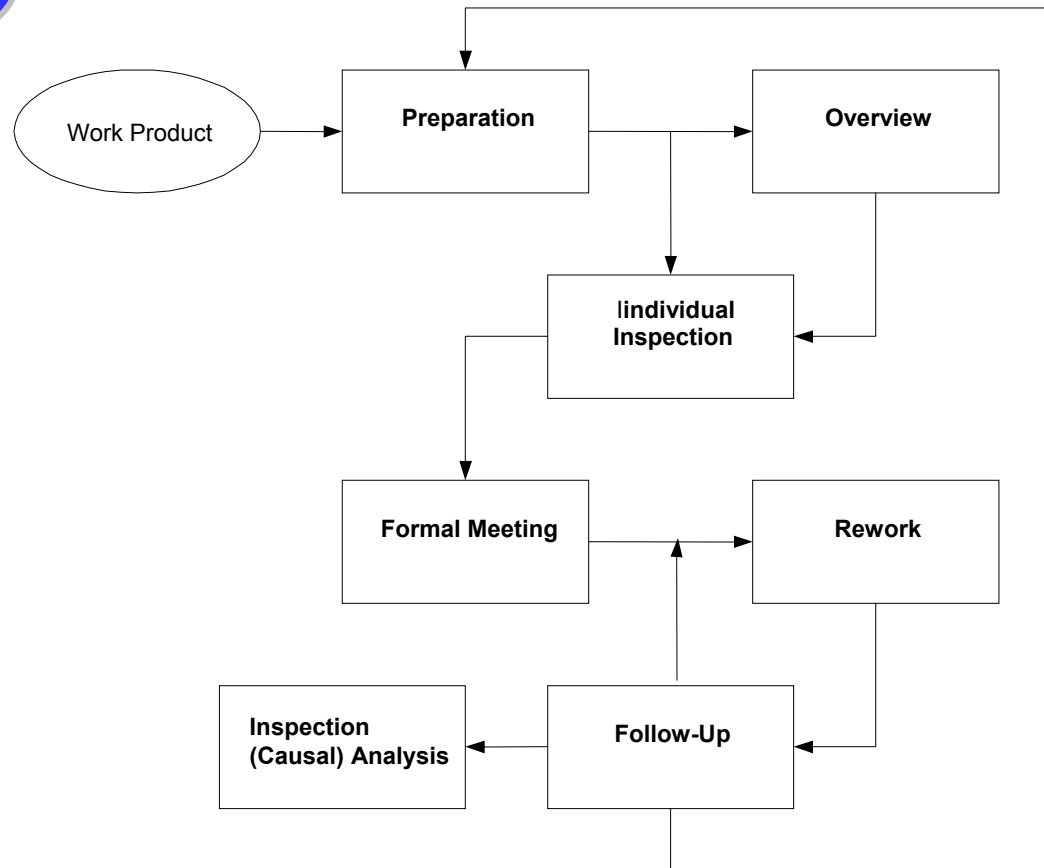 Work Product
Preparation
Overview
Iindividual
Inspection
Formal Meeting
Rework
Inspection
(Causal) Analysis
Follow-Up